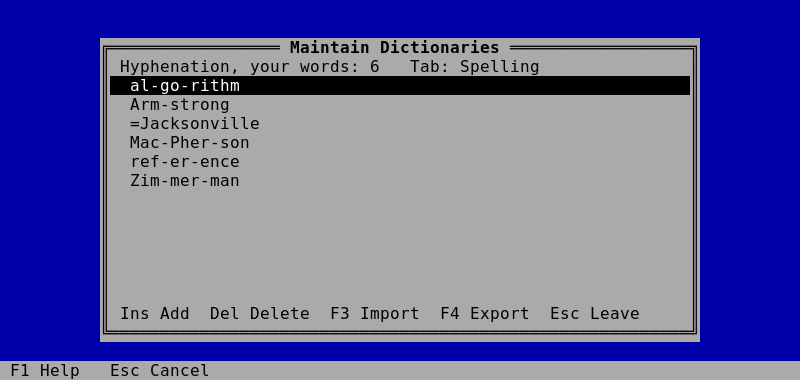 Maintain Dictionaries
Hyphenation, your words: 6   Tab: Spelling
al-go-rithm
Arm-strong
=Jacksonville
Mac-Pher-son
ref-er-ence
Zim-mer-man
Ins Add  Del Delete  F3 Import  F4 Export  Esc Leave
F1 Help   Esc Cancel